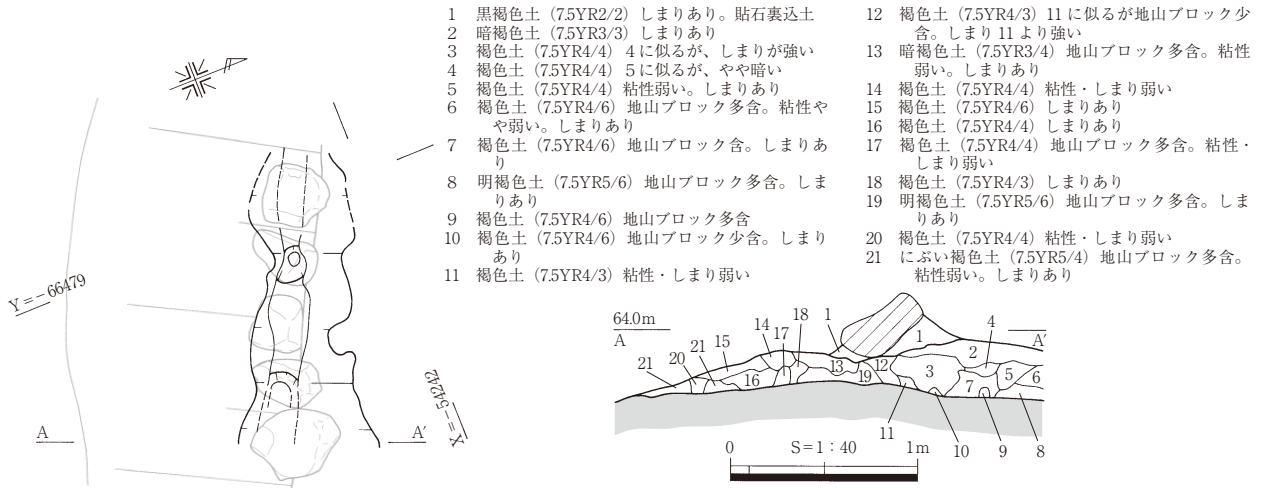 1 黒褐色土（7.5YR2/2）しまりあり。貼石裏込土
2 暗褐色土（7.5YR3/3）しまりあり
3 褐色土（7.5YR4/4）4に似るが、しまりが強い
4 褐色土（7.5YR4/4）5に似るが、やや暗い
5 褐色土（7.5YR4/4）粘性弱い。しまりあり
6 褐色土（7.5YR4/6）地山ブロック多含。粘性や
や弱い。しまりあり
7 褐色土（7.5YR4/6）地山ブロック含。しまりあ
り
8 明褐色土（7.5YR5/6）地山ブロック多含。しま
りあり
9 褐色土（7.5YR4/6）地山ブロック多含
10 褐色土（7.5YR4/6）地山ブロック少含。しまり
あり
11 褐色土（7.5YR4/3）粘性・しまり弱い
12 褐色土（7.5YR4/3）11に似るが地山ブロック少
含。しまり11より強い
13 暗褐色土（7.5YR3/4）地山ブロック多含。粘性
弱い。しまりあり
14 褐色土（7.5YR4/4）粘性・しまり弱い
15 褐色土（7.5YR4/6）しまりあり
16 褐色土（7.5YR4/4）しまりあり
17 褐色土（7.5YR4/4）地山ブロック多含。粘性・
しまり弱い
18 褐色土（7.5YR4/3）しまりあり
19 明褐色土（7.5YR5/6）地山ブロック多含。しま
りあり
20 褐色土（7.5YR4/4）粘性・しまり弱い
21 にぶい褐色土（7.5YR5/4）地山ブロック多含。
粘性弱い。しまりあり
Y=-66479
X=-54242
A A′
64.0m
A A′
21 20 21 15 14 17 1 18 1 4
2
16 13 19 12 3 7 5 6
11 10 9 8
0 S=1：40 1m